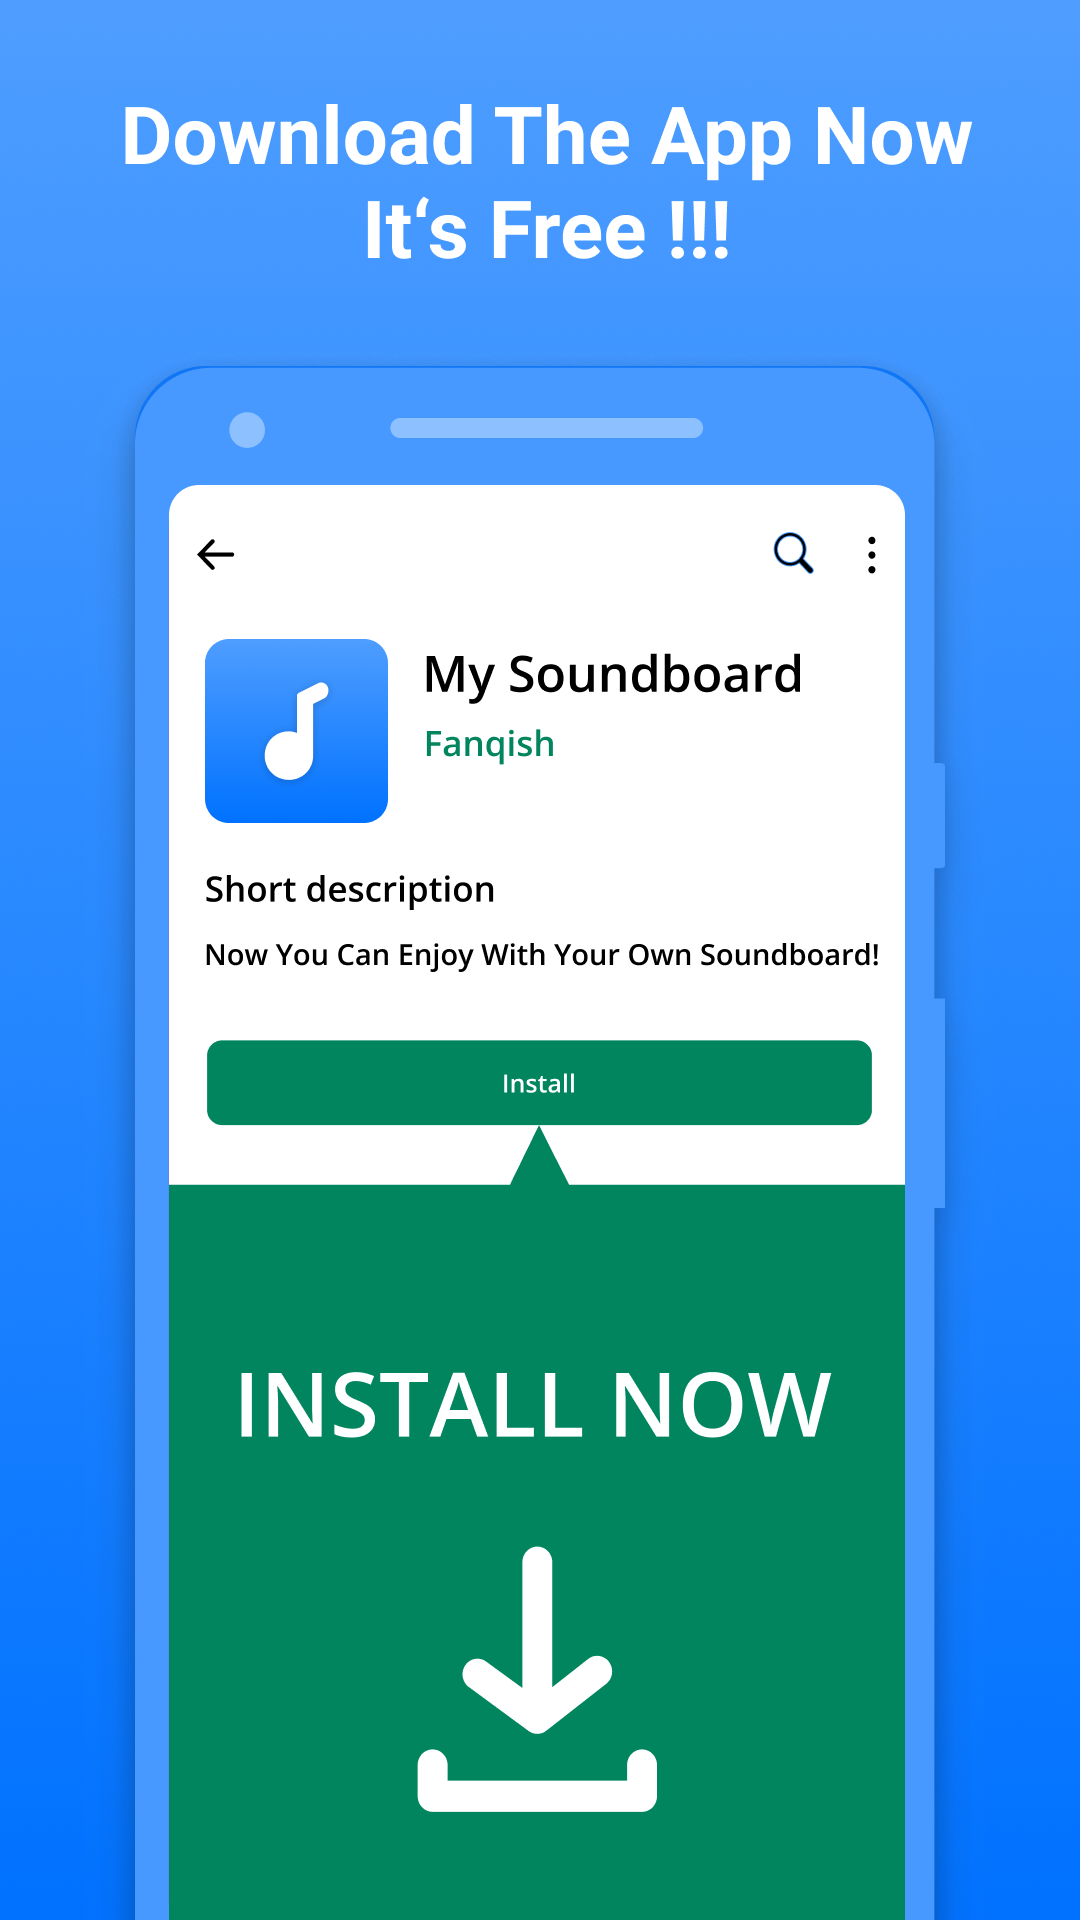 Download The App Now
It‘s Free !!!
My Soundboard
Fanqish
Short description
Now You Can Enjoy With Your Own Soundboard!
Install
INSTALL NOW